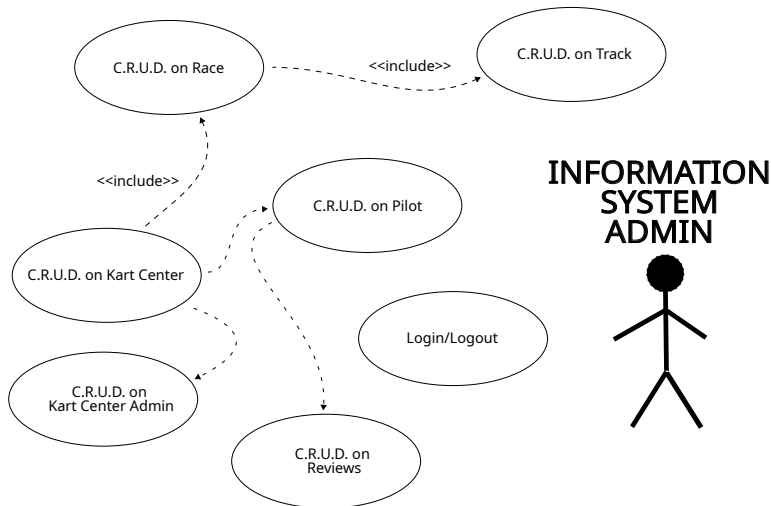 C.R.U.D. on Race
<<include>>
C.R.U.D. on Track
<<include>>
C.R.U.D. on Pilot
INFORMATION
SYSTEM
ADMIN
C.R.U.D. on Kart Center
Login/Logout
C.R.U.D. on
Kart Center Admin
C.R.U.D. on
Reviews